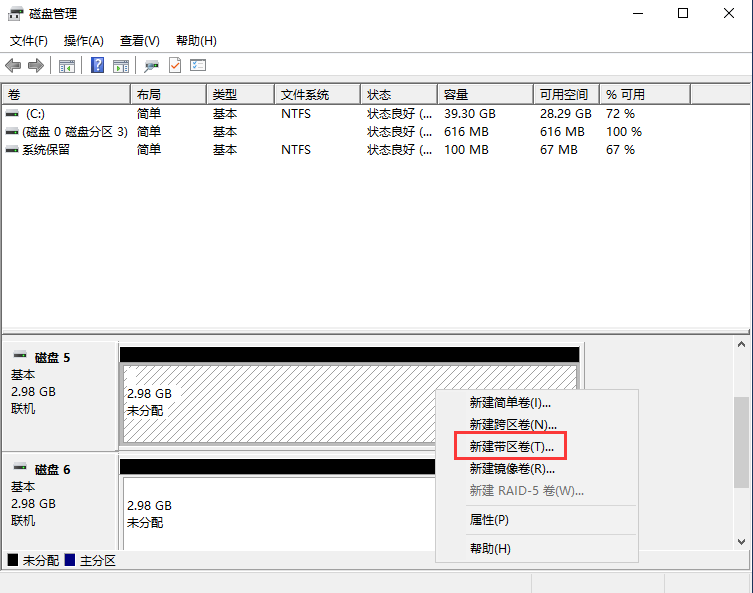 磁盘管理
文件(F) 操作(A) 查看(V) 帮助(H)
卷 布局 类型 文件系统 状态 容量 可用空间 % 可用
(C:) 简单 基本 NTFS 状态良好 (... 39.30 GB 28.29 GB 72 %
(磁盘 0 磁盘分区 3) 简单 基本 状态良好 (... 616 MB 616 MB 100 %
系统保留 简单 基本 NTFS 状态良好 (... 100 MB 67 MB 67 %
磁盘 5
基本
2.98 GB
联机
2.98 GB
未分配
磁盘 6
基本
2.98 GB
联机
2.98 GB
未分配
新建简单卷(I)...
新建跨区卷(N)...
新建带区卷(T)...
新建镜像卷(R)...
新建 RAID-5 卷(W)...
属性(P)
帮助(H)
未分配 主分区